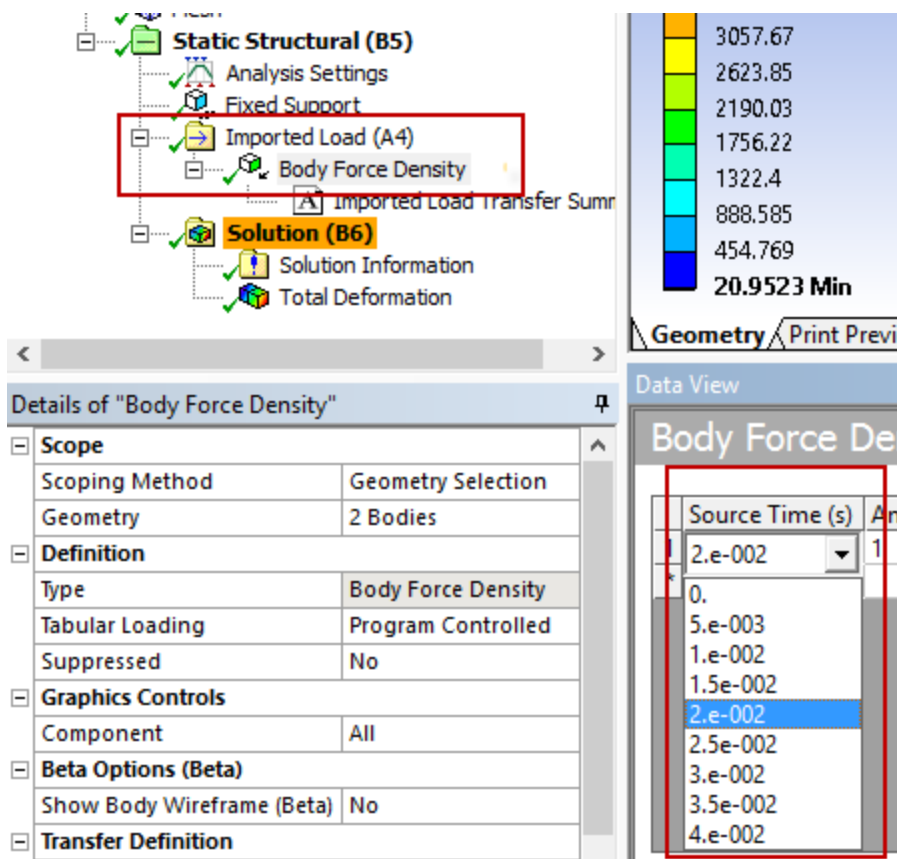 Static Structural (B5)
Analysis Settings
Fixed Support
Imported Load (A4)
Body Force Density
Imported Load Transfer Summ
Solution (B6)
Solution Information
Total Deformation
3057.67
2623.85
2190.03
1756.22
1322.4
888.585
454.769
20.9523 Min
Geometry Print Previ
Details of "Body Force Density"
Scope
Scoping Method Geometry Selection
Geometry 2 Bodies
Definition
Type Body Force Density
Tabular Loading Program Controlled
Suppressed No
Graphics Controls
Component All
Beta Options (Beta)
Show Body Wireframe (Beta) No
Transfer Definition
Data View
Body Force De
Source Time (s) An
1 2.e-002 1
*
0.
5.e-003
1.e-002
1.5e-002
2.e-002
2.5e-002
3.e-002
3.5e-002
4.e-002